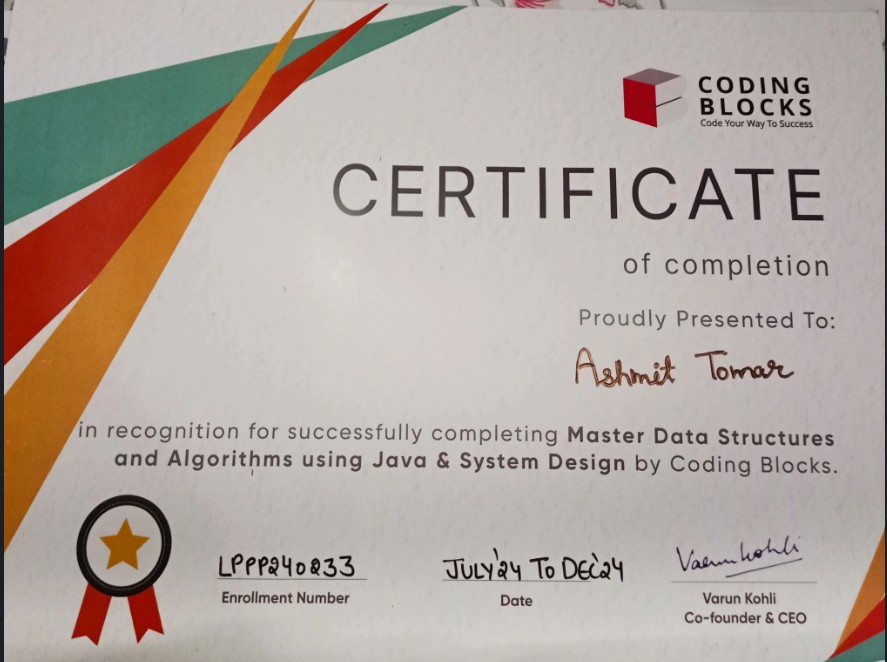 CODING
BLOCKS
Code Your Way To Success
CERTIFICATE
of completion
Proudly Presented To:
Ashmit Tomar
in recognition for successfully completing Master Data Structures
and Algorithms using Java & System Design by Coding Blocks.
LPPP240233
Enrollment Number
JULY'24 TO DEC'24
Date
Varun Kohli
Varun Kohli
Co-founder & CEO